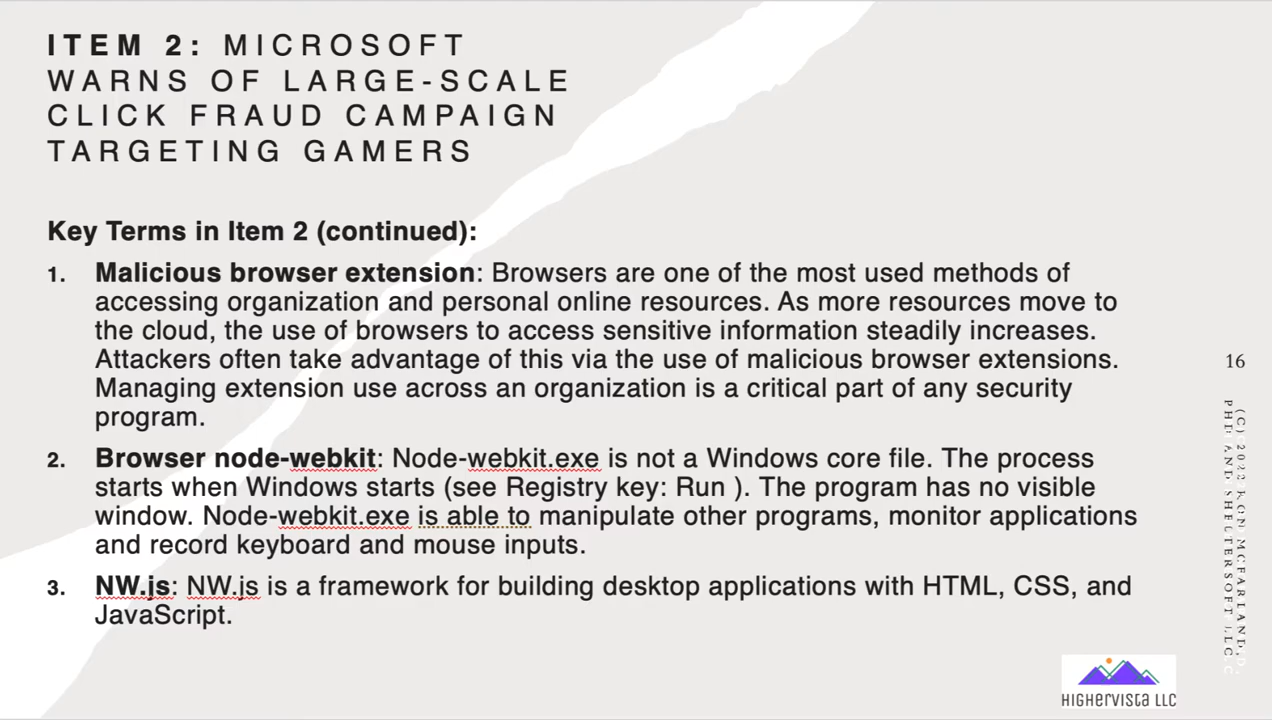 ITEM 2: MICROSOFT
WARNS OF LARGE-SCALE
CLICK FRAUD CAMPAIGN
TARGETING GAMERS
Key Terms in Item 2 (continued):
1. Malicious browser extension: Browsers are one of the most used methods of
accessing organization and personal online resources. As more resources move to
the cloud, the use of browsers to access sensitive information steadily increases.
Attackers often take advantage of this via the use of malicious browser extensions.
Managing extension use across an organization is a critical part of any security
program.
2. Browser node-webkit: Node-webkit.exe is not a Windows core file. The process
starts when Windows starts (see Registry key: Run ). The program has no visible
window. Node-webkit.exe is able to manipulate other programs, monitor applications
and record keyboard and mouse inputs.
3. NW.js: NW.js is a framework for building desktop applications with HTML, CSS, and
JavaScript.
16
(C) 2022 RON MCFARLAND,
PHD AND SHELTERSOFT LLC
HIGHERVISTA LLC